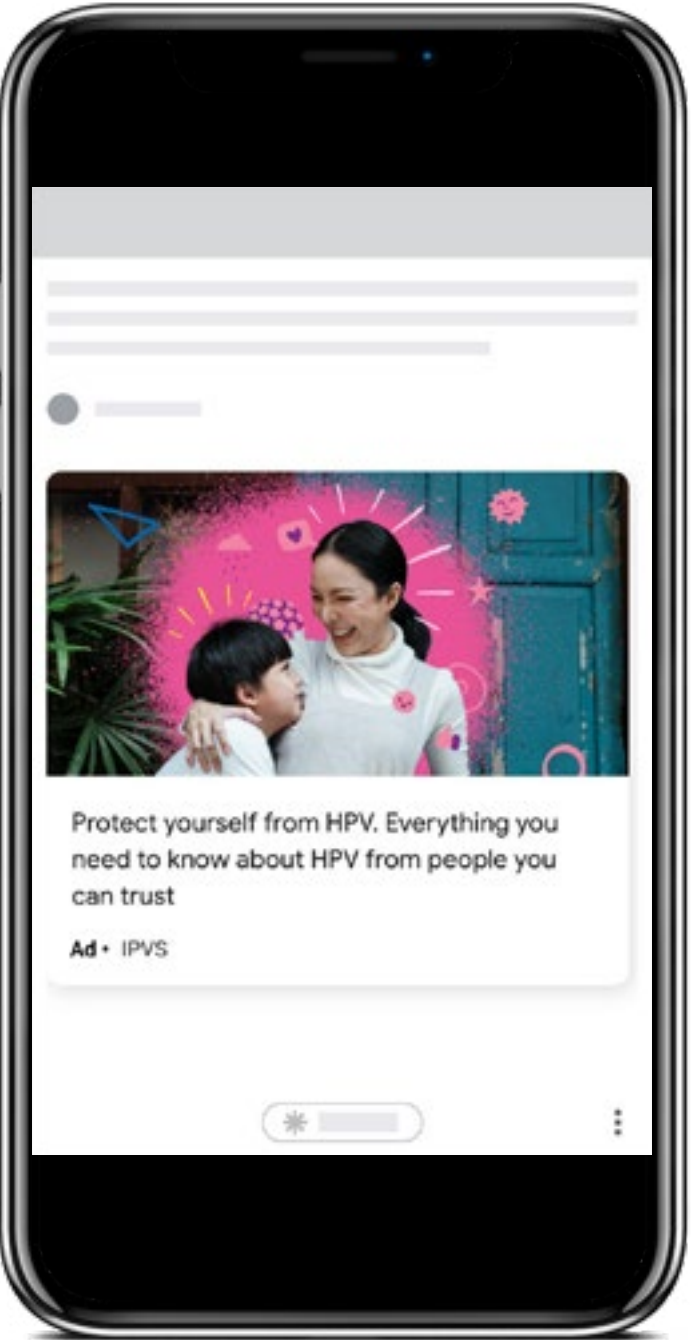 Protect yourself from HPV. Everything you
need to know about HPV from people you
can trust
Ad • IPVS